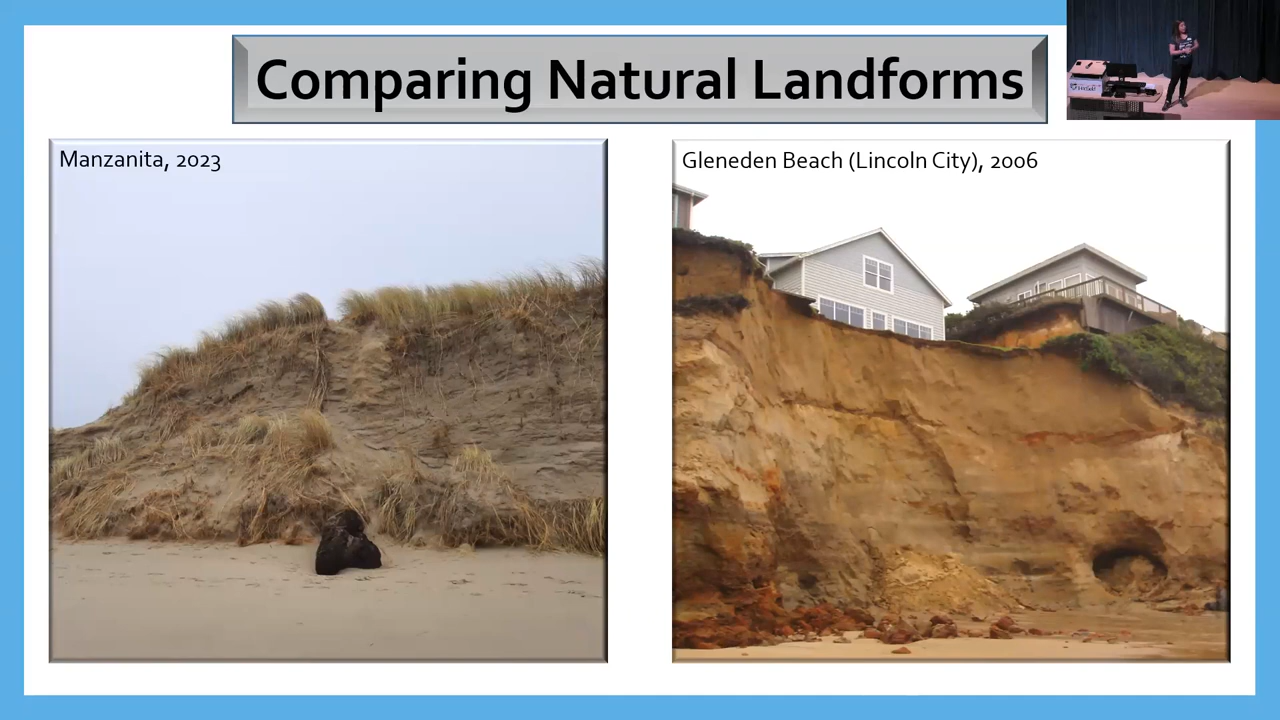 Comparing Natural Landforms
Manzanita, 2023
Gleneden Beach (Lincoln City), 2006